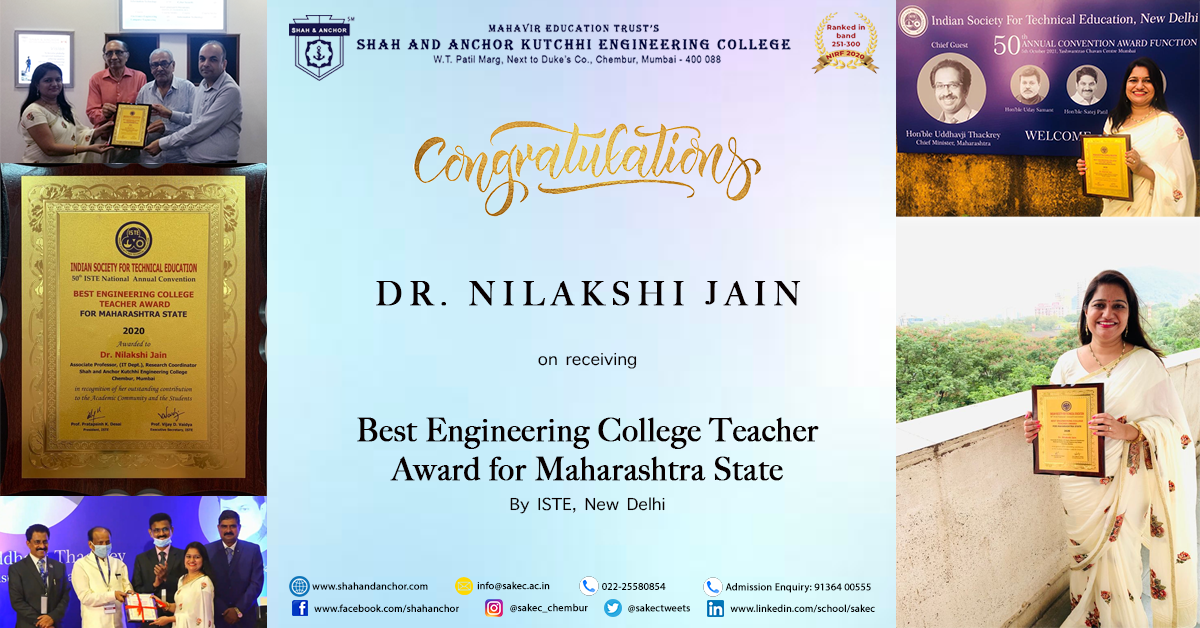 SHAH & ANCHOR
SM
MAHAVIR EDUCATION TRUST'S
SHAH AND ANCHOR KUTCHHI ENGINEERING COLLEGE
W.T. Patil Marg, Next to Duke's Co., Chembur, Mumbai - 400 088
Ranked in
band
251-300
NIRF 2020
Congratulations
DR. NILAKSHI JAIN
on receiving
Best Engineering College Teacher
Award for Maharashtra State
By ISTE, New Delhi
www.shahandanchor.com
info@sakec.ac.in
022-25580854
Admission Enquiry: 91364 00555
www.facebook.com/shahanchor
@sakec_chembur
@sakectweets
www.linkedin.com/school/sakec
ISTE
INDIAN SOCIETY FOR TECHNICAL EDUCATION
50th ISTE National Annual Convention
BEST ENGINEERING COLLEGE
TEACHER AWARD
FOR MAHARASHTRA STATE
2020
Awarded to
Dr. Nilakshi Jain
Associate Professor, (IT Dept.), Research Coordinator
Shah and Anchor Kutchhi Engineering College
Chembur, Mumbai
in recognition of her outstanding contribution
to the Academic Community and the Students
Prof. Pratapsinh K. Desai
President, ISTE
Prof. Vijay D. Vaidya
Executive Secretary, ISTE
Thackrey
Indian Society For Technical Education, New Delhi
50th ANNUAL CONVENTION AWARD FUNCTION
Chief Guest
Hon'ble Uday Samant
Hon'ble Satej Patil
Hon'ble Uddhavji Thackrey
Chief Minister, Maharashtra
WELCOME